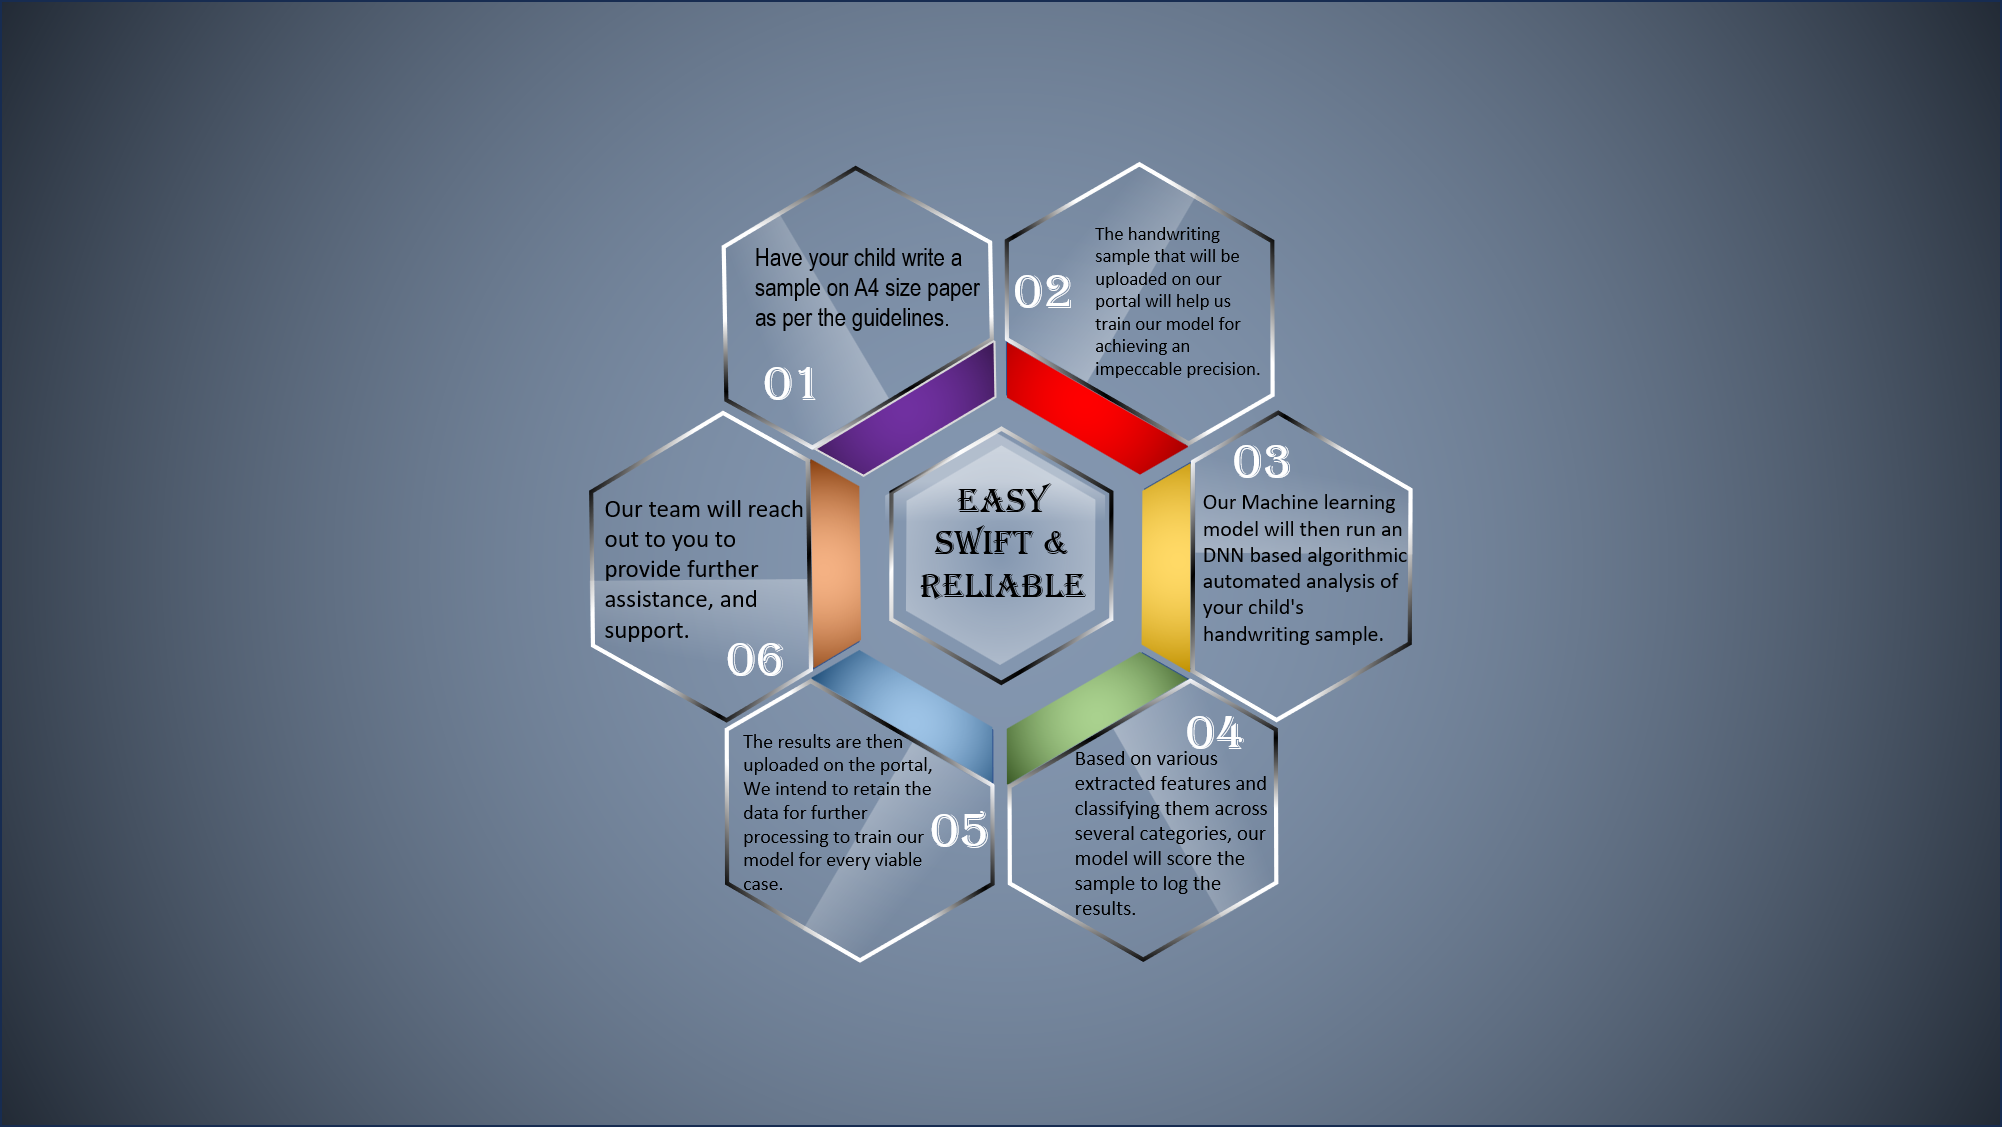 Have your child write a
sample on A4 size paper
as per the guidelines.
01
02
The handwriting
sample that will be
uploaded on our
portal will help us
train our model for
achieving an
impeccable precision.
03
Our Machine learning
model will then run an
DNN based algorithmic
automated analysis of
your child's
handwriting sample.
04
Based on various
extracted features and
classifying them across
several categories, our
model will score the
sample to log the
results.
The results are then
uploaded on the portal,
We intend to retain the
data for further
processing to train our
model for every viable
case.
05
Our team will reach
out to you to
provide further
assistance, and
support.
06
EASY
SWIFT &
RELIABLE